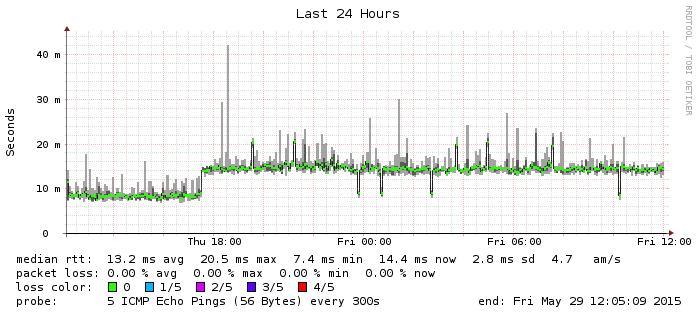 Last 24 Hours
RRDTOOL / TOBI OETIKER
Seconds
40 m
30 m
20 m
10 m
0
Thu 18:00 Fri 00:00 Fri 06:00 Fri 12:00
median rtt: 13.2 ms avg 20.5 ms max 7.4 ms min 14.4 ms now 2.8 ms sd 4.7 am/s
packet loss: 0.00 % avg 0.00 % max 0.00 % min 0.00 % now
loss color: 0 1/5 2/5 3/5 4/5
probe: 5 ICMP Echo Pings (56 Bytes) every 300s end: Fri May 29 12:05:09 2015